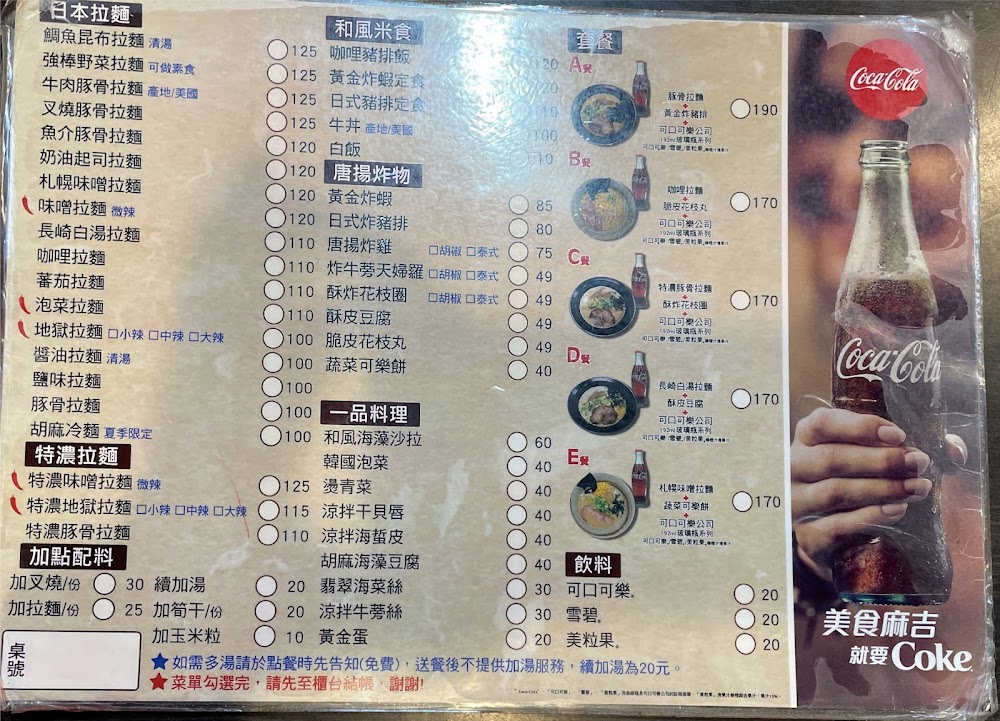 日本拉麵
鯛魚昆布拉麵 清湯 125
強棒野菜拉麵 可做素食 125
牛肉豚骨拉麵 產地/美國 125
叉燒豚骨拉麵 125
魚介豚骨拉麵 120
奶油起司拉麵 120
札幌味噌拉麵 120
味噌拉麵 微辣 120
長崎白湯拉麵 110
咖哩拉麵 110
蕃茄拉麵 110
泡菜拉麵 110
地獄拉麵 □小辣 □中辣 □大辣 100
醬油拉麵 清湯 100
鹽味拉麵 100
豚骨拉麵 100
胡麻冷麵 夏季限定 100
特濃拉麵
特濃味噌拉麵 微辣 125
特濃地獄拉麵 □小辣 □中辣 □大辣 115
特濃豚骨拉麵 110
加點配料
加叉燒/份 30 續加湯 20
加拉麵/份 25 加筍干/份 20
加玉米粒 10
桌號
和風米食
咖哩豬排飯
黃金炸蝦定食
日式豬排定食
牛丼 產地/美國
白飯 10
唐揚炸物
黃金炸蝦 85
日式炸豬排 80
唐揚炸雞 □胡椒 □泰式 75
炸牛蒡天婦羅 □胡椒 □泰式 49
酥炸花枝圈 □胡椒 □泰式 49
酥皮豆腐 49
脆皮花枝丸 49
蔬菜可樂餅 40
一品料理
和風海藻沙拉 60
韓國泡菜 40
燙青菜 40
涼拌干貝唇 40
涼拌海蜇皮 40
胡麻海藻豆腐 40
翡翠海菜絲 30
涼拌牛蒡絲 30
黃金蛋 20
套餐
A餐
豚骨拉麵
+
黃金炸豬排
+
可口可樂公司
192ml玻璃瓶系列
190
B餐
咖哩拉麵
+
脆皮花枝丸
+
可口可樂公司
192ml玻璃瓶系列
170
C餐
特濃豚骨拉麵
+
酥炸花枝圈
+
可口可樂公司
192ml玻璃瓶系列
170
D餐
長崎白湯拉麵
+
酥皮豆腐
+
可口可樂公司
192ml玻璃瓶系列
170
E餐
札幌味噌拉麵
+
蔬菜可樂餅
+
可口可樂公司
192ml玻璃瓶系列
170
飲料
可口可樂® 20
雪碧® 20
美粒果® 20
★如需多湯請於點餐時先告知(免費)，送餐後不提供加湯服務，續加湯為20元。
★菜單勾選完，請先至櫃台結帳，謝謝!
Coca-Cola
Coca-Cola
美食麻吉
就要Coke